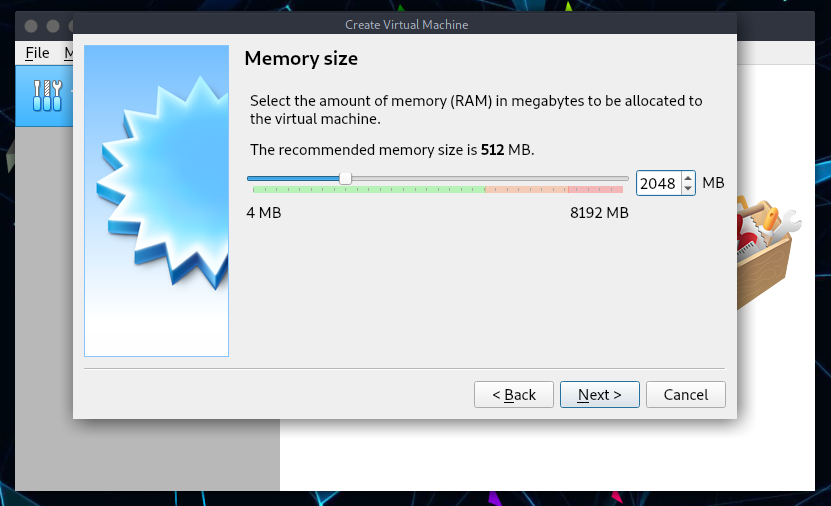 Create Virtual Machine
File
Memory size
Select the amount of memory (RAM) in megabytes to be allocated to
the virtual machine.
The recommended memory size is 512 MB.
2048 MB
4 MB 8192 MB
< Back Next > Cancel